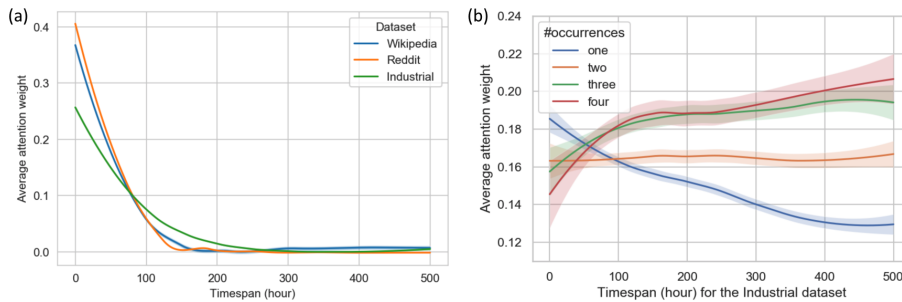 (a)
Average attention weight
0.4
0.3
0.2
0.1
0.0
Dataset
Wikipedia
Reddit
Industrial
0
100
200
300
400
500
Timespan (hour)
(b)
Average attention weight
0.24
0.22
0.20
0.18
0.16
0.14
0.12
#occurrences
one
two
three
four
0
100
200
300
400
500
Timespan (hour) for the Industrial dataset